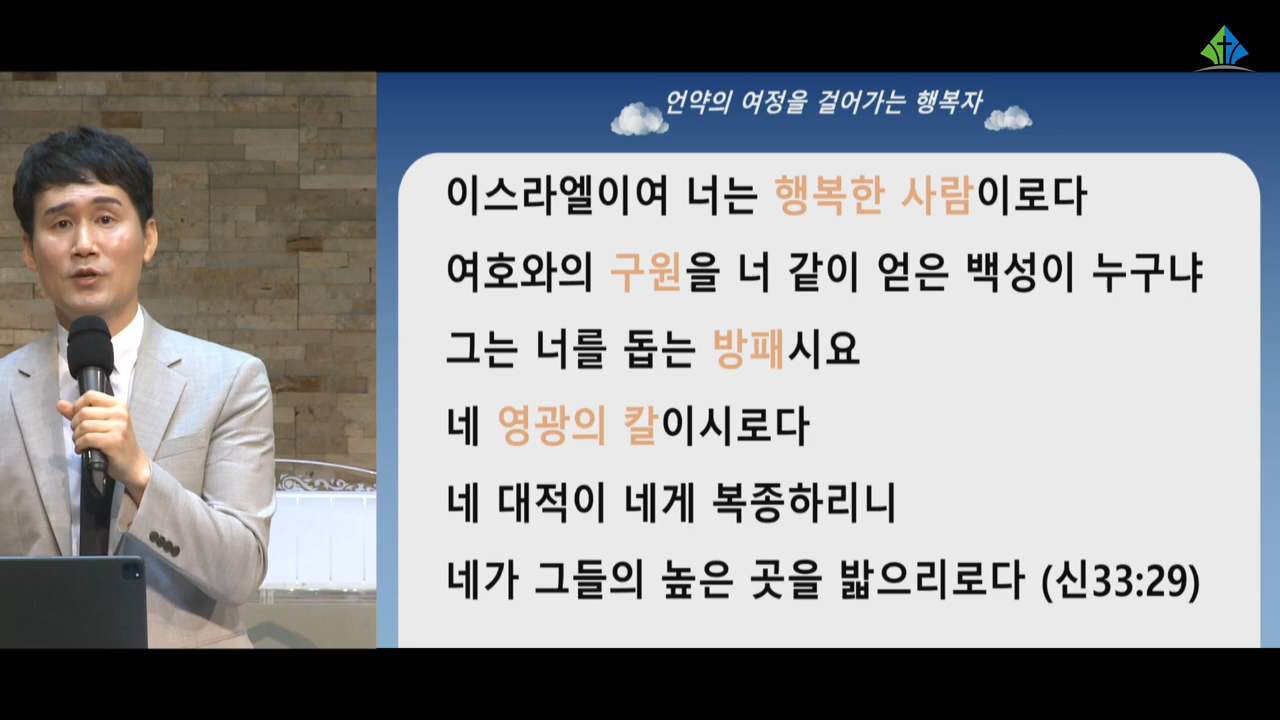 언약의 여정을 걸어가는 행복자
이스라엘이여 너는 행복한 사람이로다
여호와의 구원을 너 같이 얻은 백성이 누구냐
그는 너를 돕는 방패시요
네 영광의 칼이시로다
네 대적이 네게 복종하리니
네가 그들의 높은 곳을 밟으리로다 (신33:29)